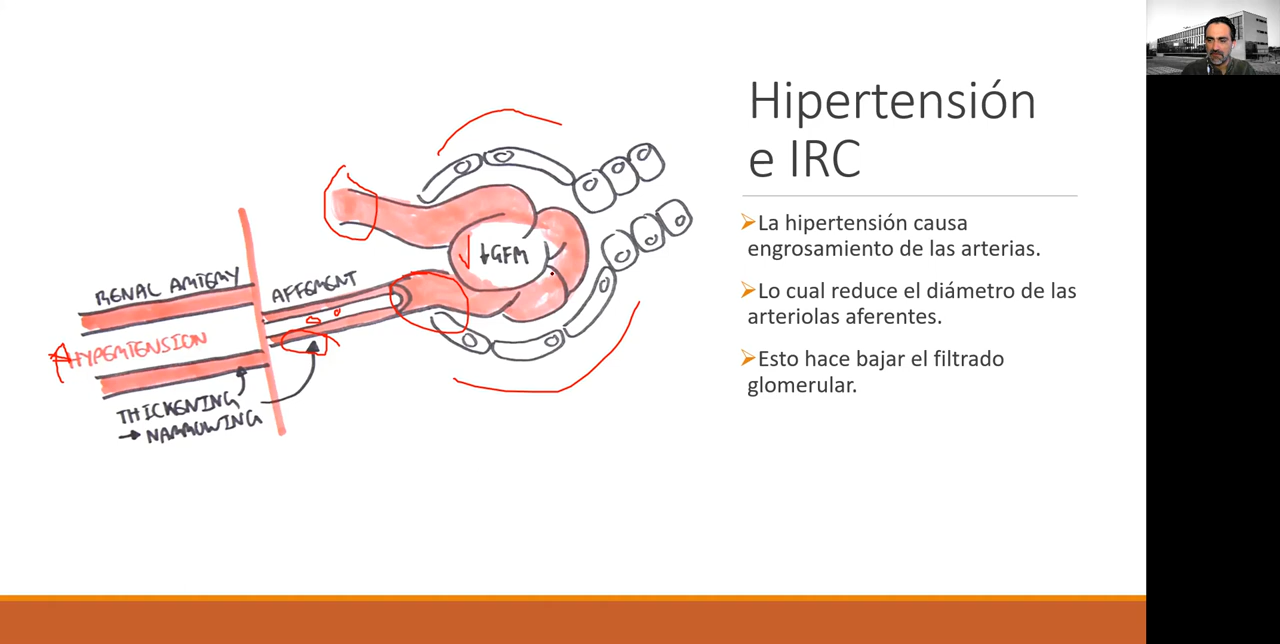 Hipertensión
e IRC
➢La hipertensión causa
engrosamiento de las arterias.
➢Lo cual reduce el diámetro de las
arteriolas aferentes.
➢Esto hace bajar el filtrado
glomerular.
RENAL ARTERY
AFFERENT
↓GFR
HYPERTENSION
THICKENING
→ NARROWING